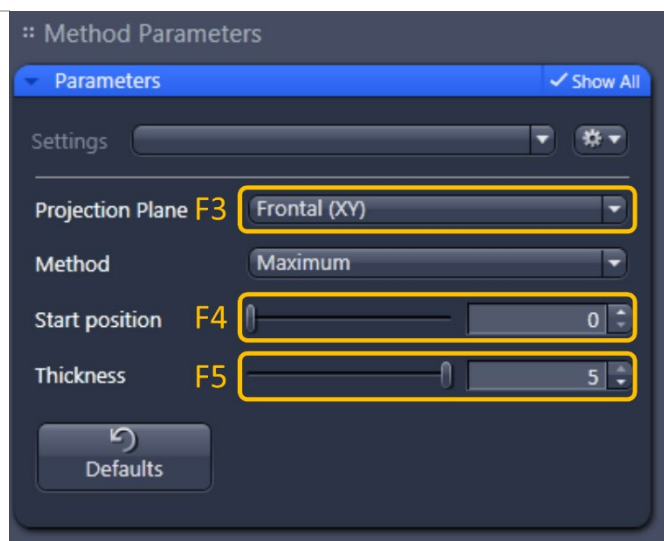 Method Parameters
Parameters Show All
Settings
Projection Plane F3 Frontal (XY)
Method Maximum
Start position F4 0
Thickness F5 5
Defaults